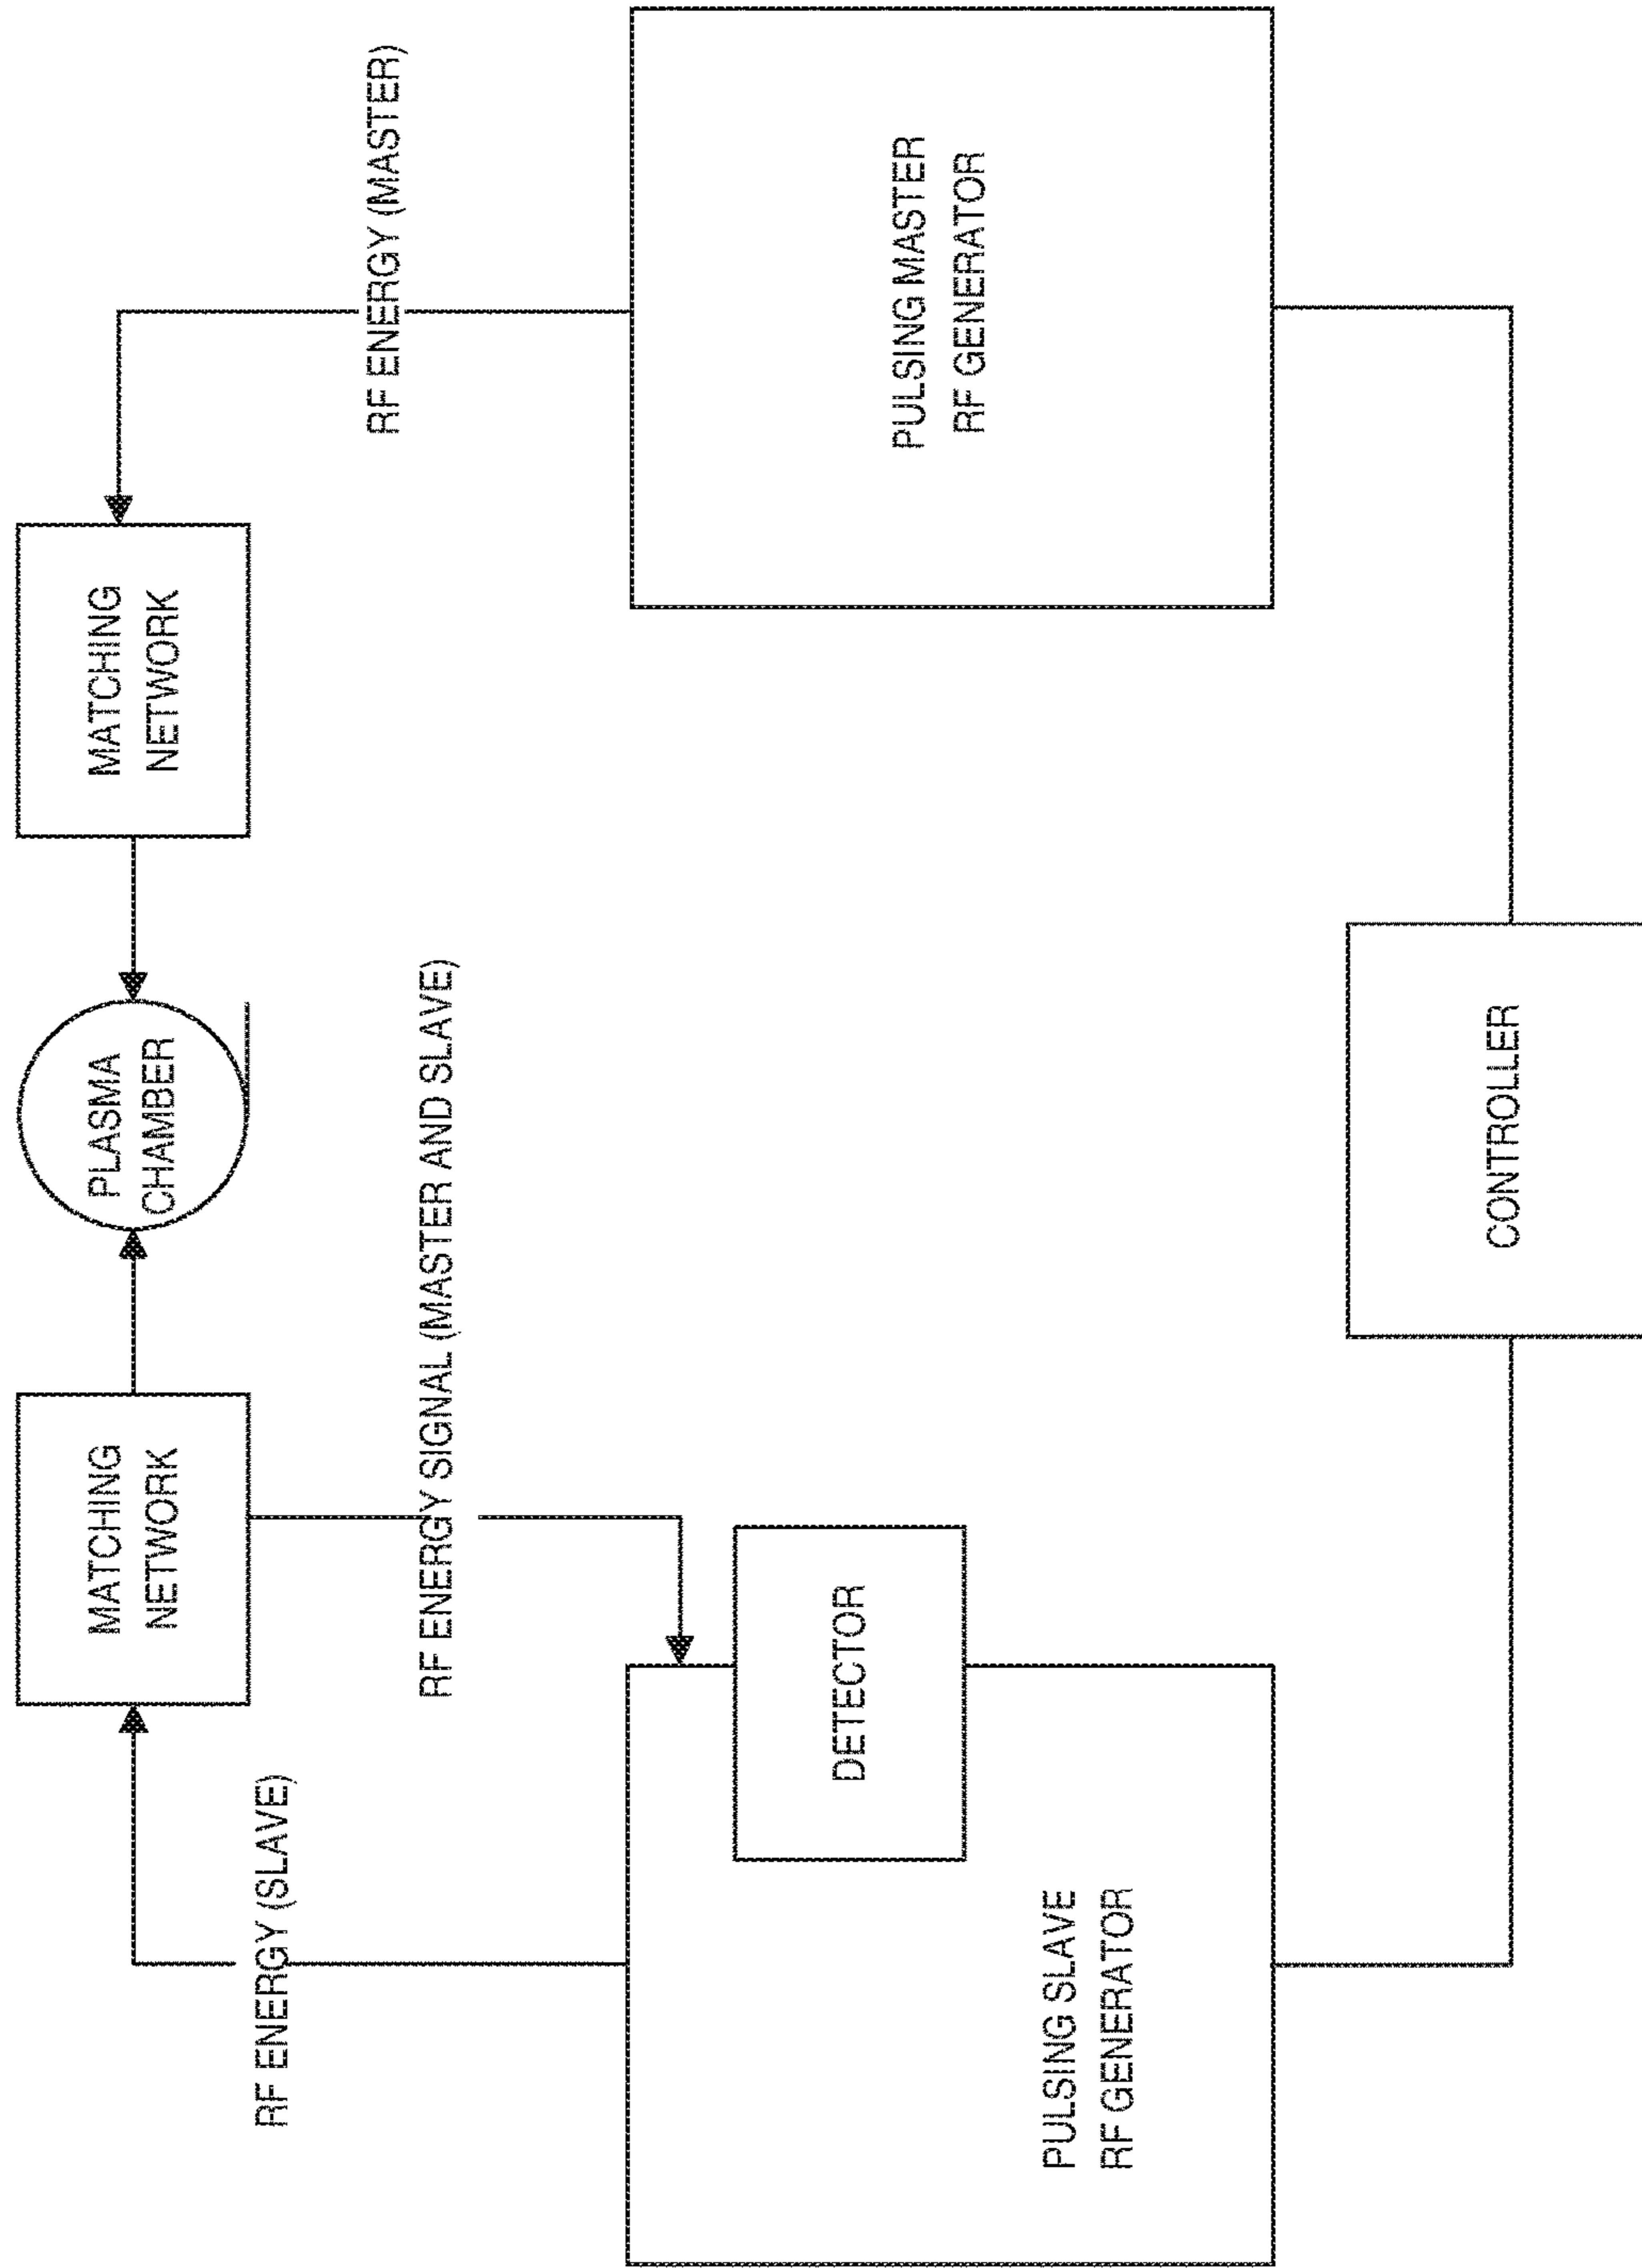 RF ENERGY (SLAVE)
MATCHING
NETWORK
PLASMA
CHAMBER
MATCHING
NETWORK
RF ENERGY (MASTER)
RF ENERGY SIGNAL (MASTER AND SLAVE)
PULSING SLAVE
RF GENERATOR
DETECTOR
PULSING MASTER
RF GENERATOR
CONTROLLER